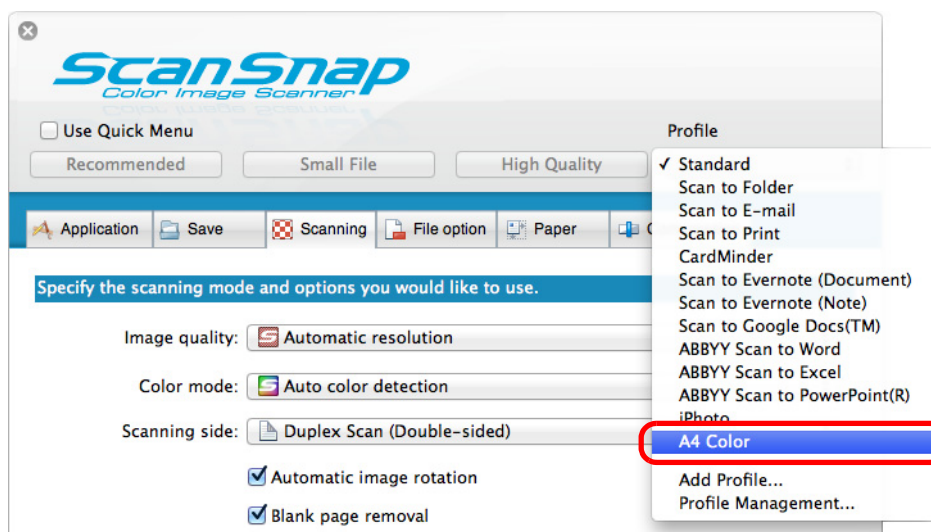 ScanSnap
Color Image Scanner
Use Quick Menu
Profile
Recommended
Small File
High Quality
Standard
Scan to Folder
Scan to E-mail
Scan to Print
CardMinder
Scan to Evernote (Document)
Scan to Evernote (Note)
Scan to Google Docs(TM)
ABBYY Scan to Word
ABBYY Scan to Excel
ABBYY Scan to PowerPoint(R)
iPhoto
A4 Color
Add Profile...
Profile Management...
Application
Save
Scanning
File option
Paper
Specify the scanning mode and options you would like to use.
Image quality:
Automatic resolution
Color mode:
Auto color detection
Scanning side:
Duplex Scan (Double-sided)
Automatic image rotation
Blank page removal